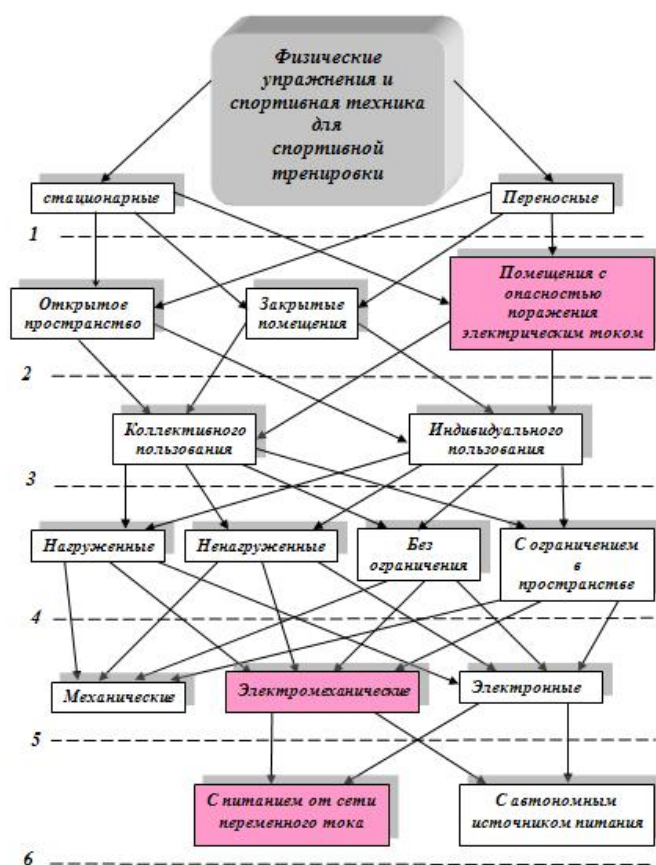 Физические
упражнения и
спортивная техника
для
спортивной
тренировки
стационарные
Переносные
1
Открытое
пространство
Закрытые
помещения
Помещения с
опасностью
поражения
электрическим током
2
Коллективного
пользования
Индивидуального
пользования
3
Нагруженные
Ненагруженные
Без
ограничения
С ограничением
в
пространстве
4
Механические
Электромеханические
Электронные
5
С питанием от сети
переменного тока
С автономным
источником питания
6